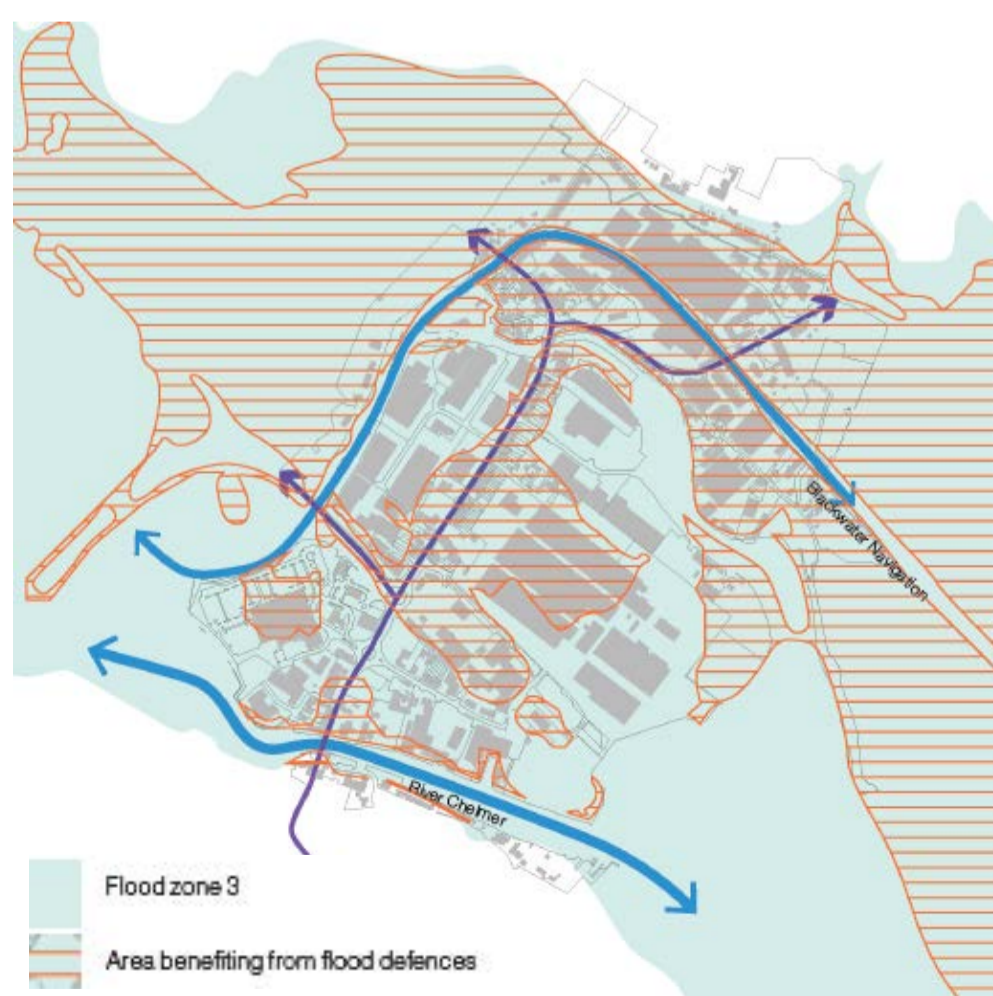 Blackwater Navigation
River Chelmer
Flood zone 3
Area benefiting from flood defences